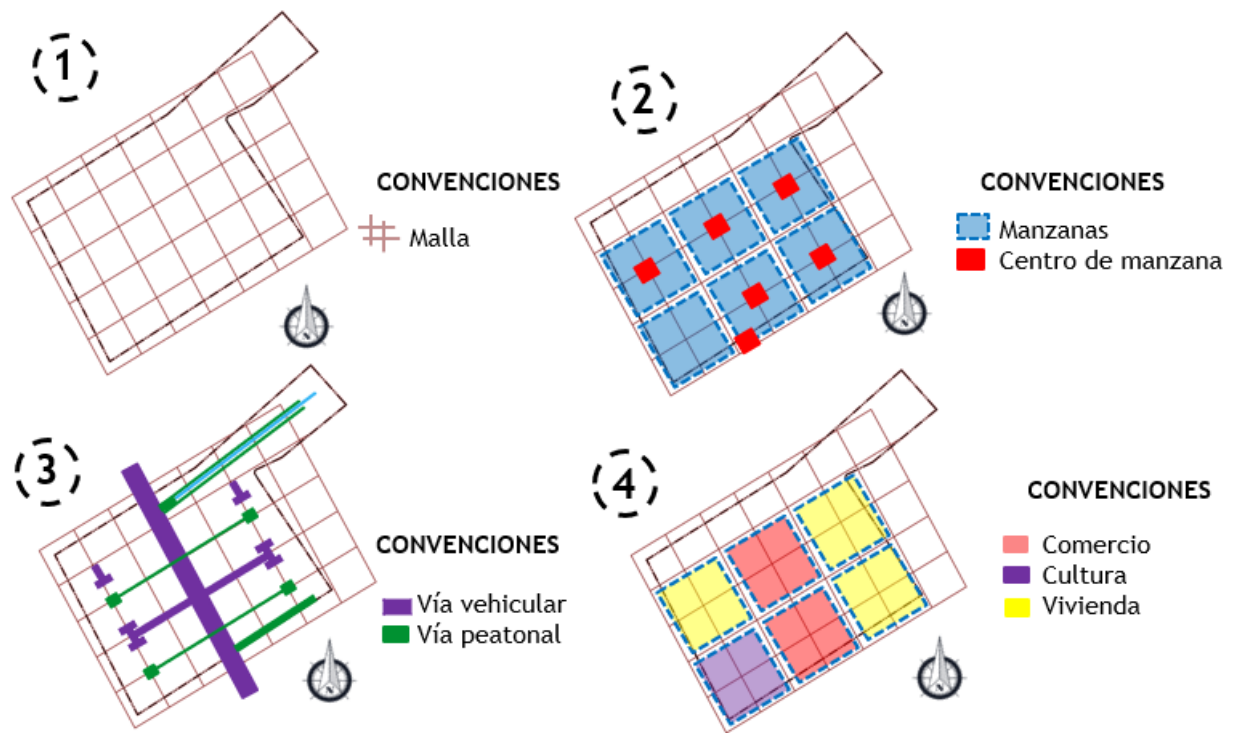 1
CONVENCIONES
Malla
2
CONVENCIONES
Manzanas
Centro de manzana
3
CONVENCIONES
Vía vehicular
Vía peatonal
4
CONVENCIONES
Comercio
Cultura
Vivienda